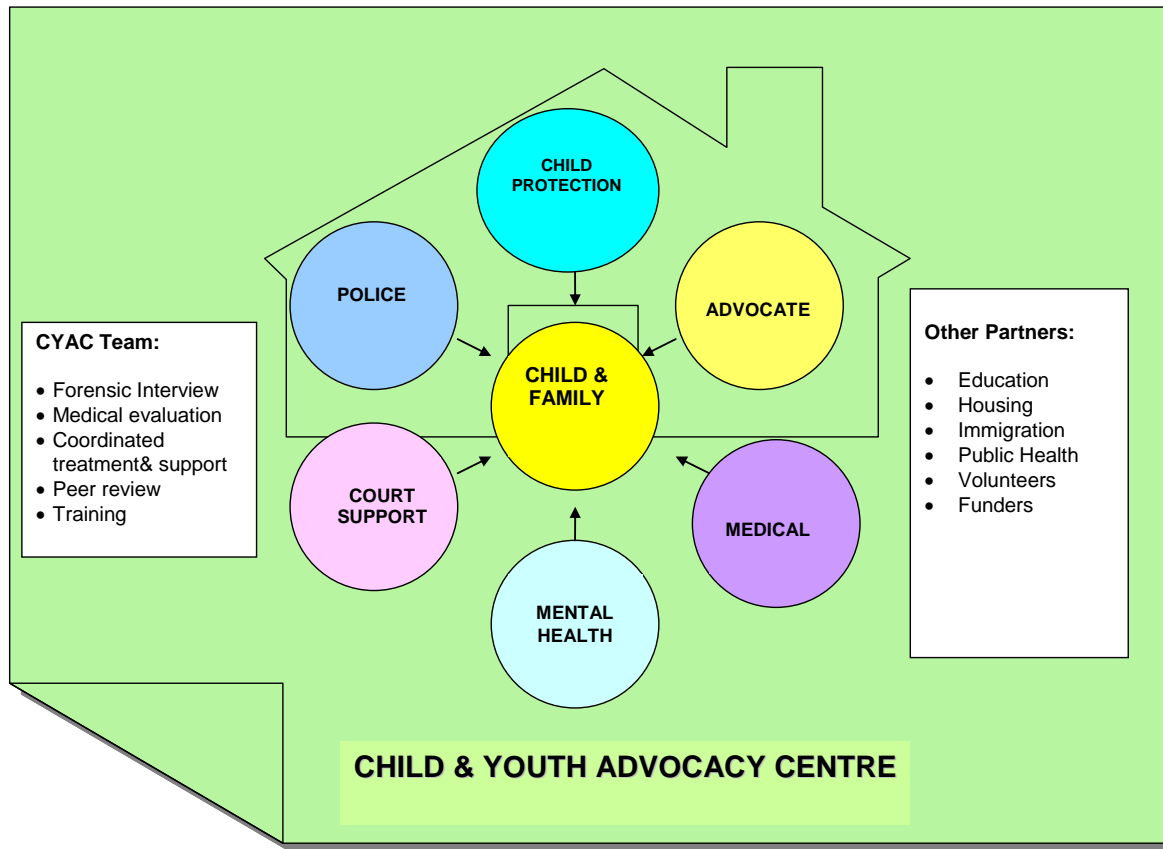 CHILD
PROTECTION
POLICE
ADVOCATE
CHILD &
FAMILY
COURT
SUPPORT
MEDICAL
MENTAL
HEALTH
CYAC Team:
• Forensic Interview
• Medical evaluation
• Coordinated
treatment& support
• Peer review
• Training
Other Partners:
• Education
• Housing
• Immigration
• Public Health
• Volunteers
• Funders
CHILD & YOUTH ADVOCACY CENTRE